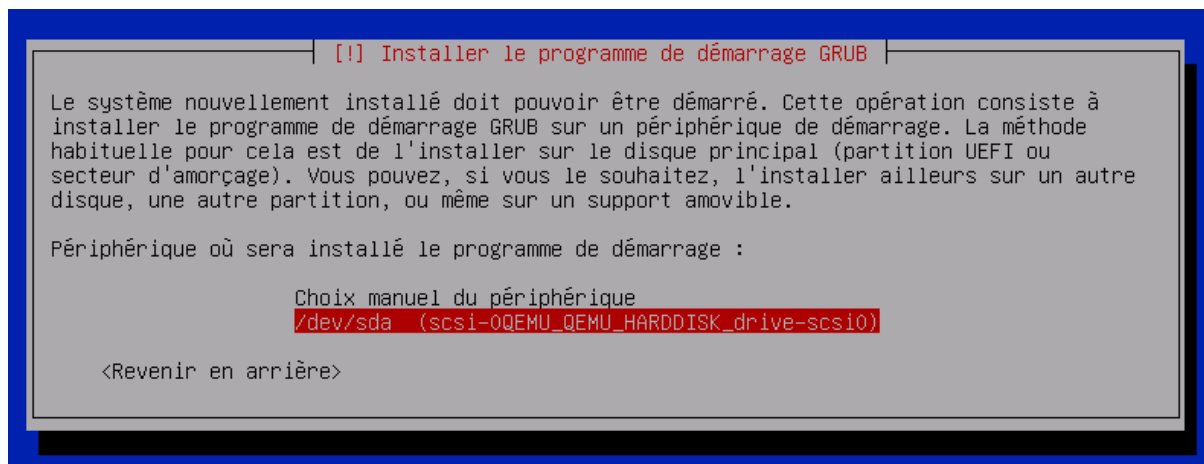 [!] Installer le programme de démarrage GRUB
Le système nouvellement installé doit pouvoir être démarré. Cette opération consiste à
installer le programme de démarrage GRUB sur un périphérique de démarrage. La méthode
habituelle pour cela est de l'installer sur le disque principal (partition UEFI ou
secteur d'amorçage). Vous pouvez, si vous le souhaitez, l'installer ailleurs sur un autre
disque, une autre partition, ou même sur un support amovible.
Périphérique où sera installé le programme de démarrage :
Choix manuel du périphérique
/dev/sda (scsi-0QEMU_QEMU_HARDDISK_drive-scsi0)
<Revenir en arrière>